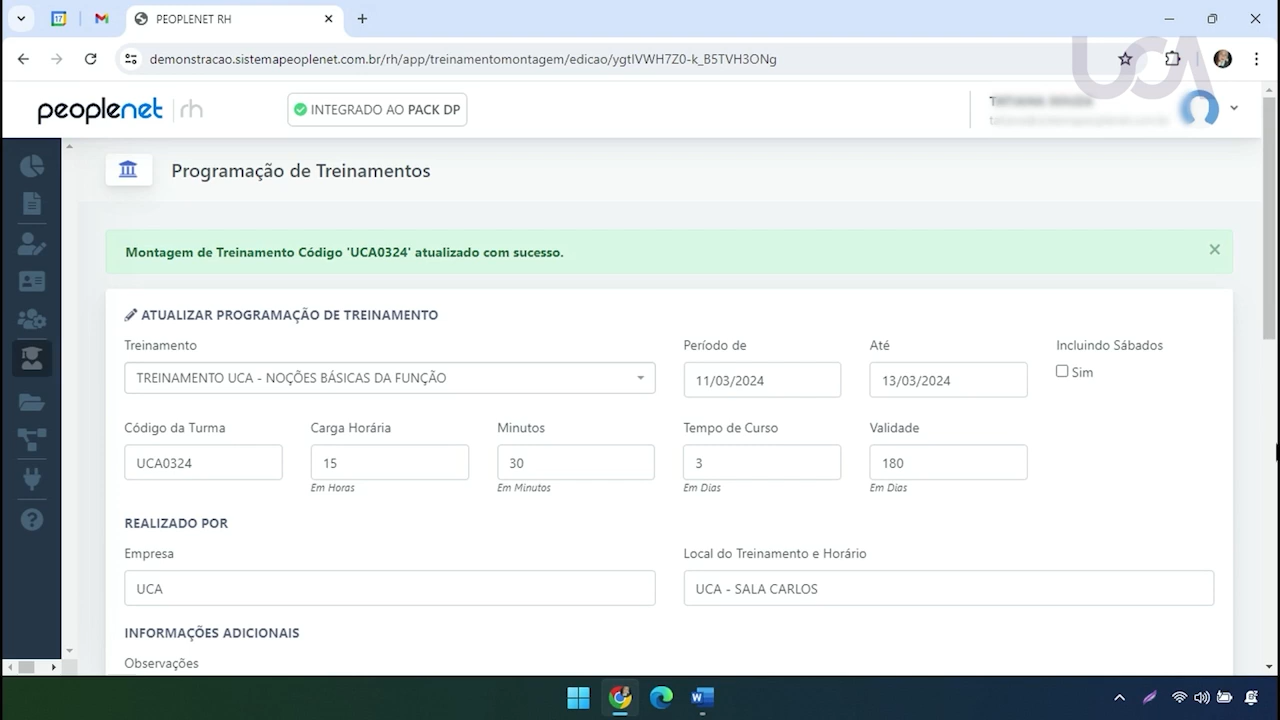 PEOPLENET RH
demonstracao.sistemapeoplenet.com.br/rh/app/treinamentomontagem/edicao/ygtIVWH7Z0-k_B5TVH3ONg
UCA
peoplenet rh
INTEGRADO AO PACK DP
Programação de Treinamentos
Montagem de Treinamento Código 'UCA0324' atualizado com sucesso.
ATUALIZAR PROGRAMAÇÃO DE TREINAMENTO
Treinamento Período de Até Incluindo Sábados
TREINAMENTO UCA - NOÇÕES BÁSICAS DA FUNÇÃO 11/03/2024 13/03/2024 Sim
Código da Turma Carga Horária Minutos Tempo de Curso Validade
UCA0324 15 30 3 180
Em Horas Em Minutos Em Dias Em Dias
REALIZADO POR
Empresa Local do Treinamento e Horário
UCA UCA - SALA CARLOS
INFORMAÇÕES ADICIONAIS
Observações